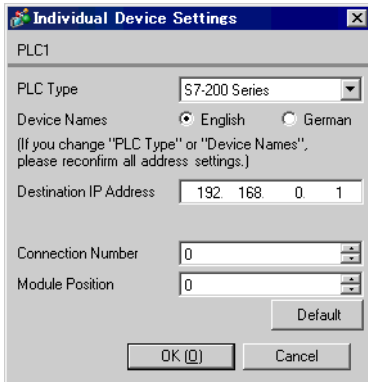 Individual Device Settings
PLC1
PLC Type S7-200 Series
Device Names English German
(If you change "PLC Type" or "Device Names",
please reconfirm all address settings.)
Destination IP Address 192. 168. 0. 1
Connection Number 0
Module Position 0
Default
OK (O) Cancel